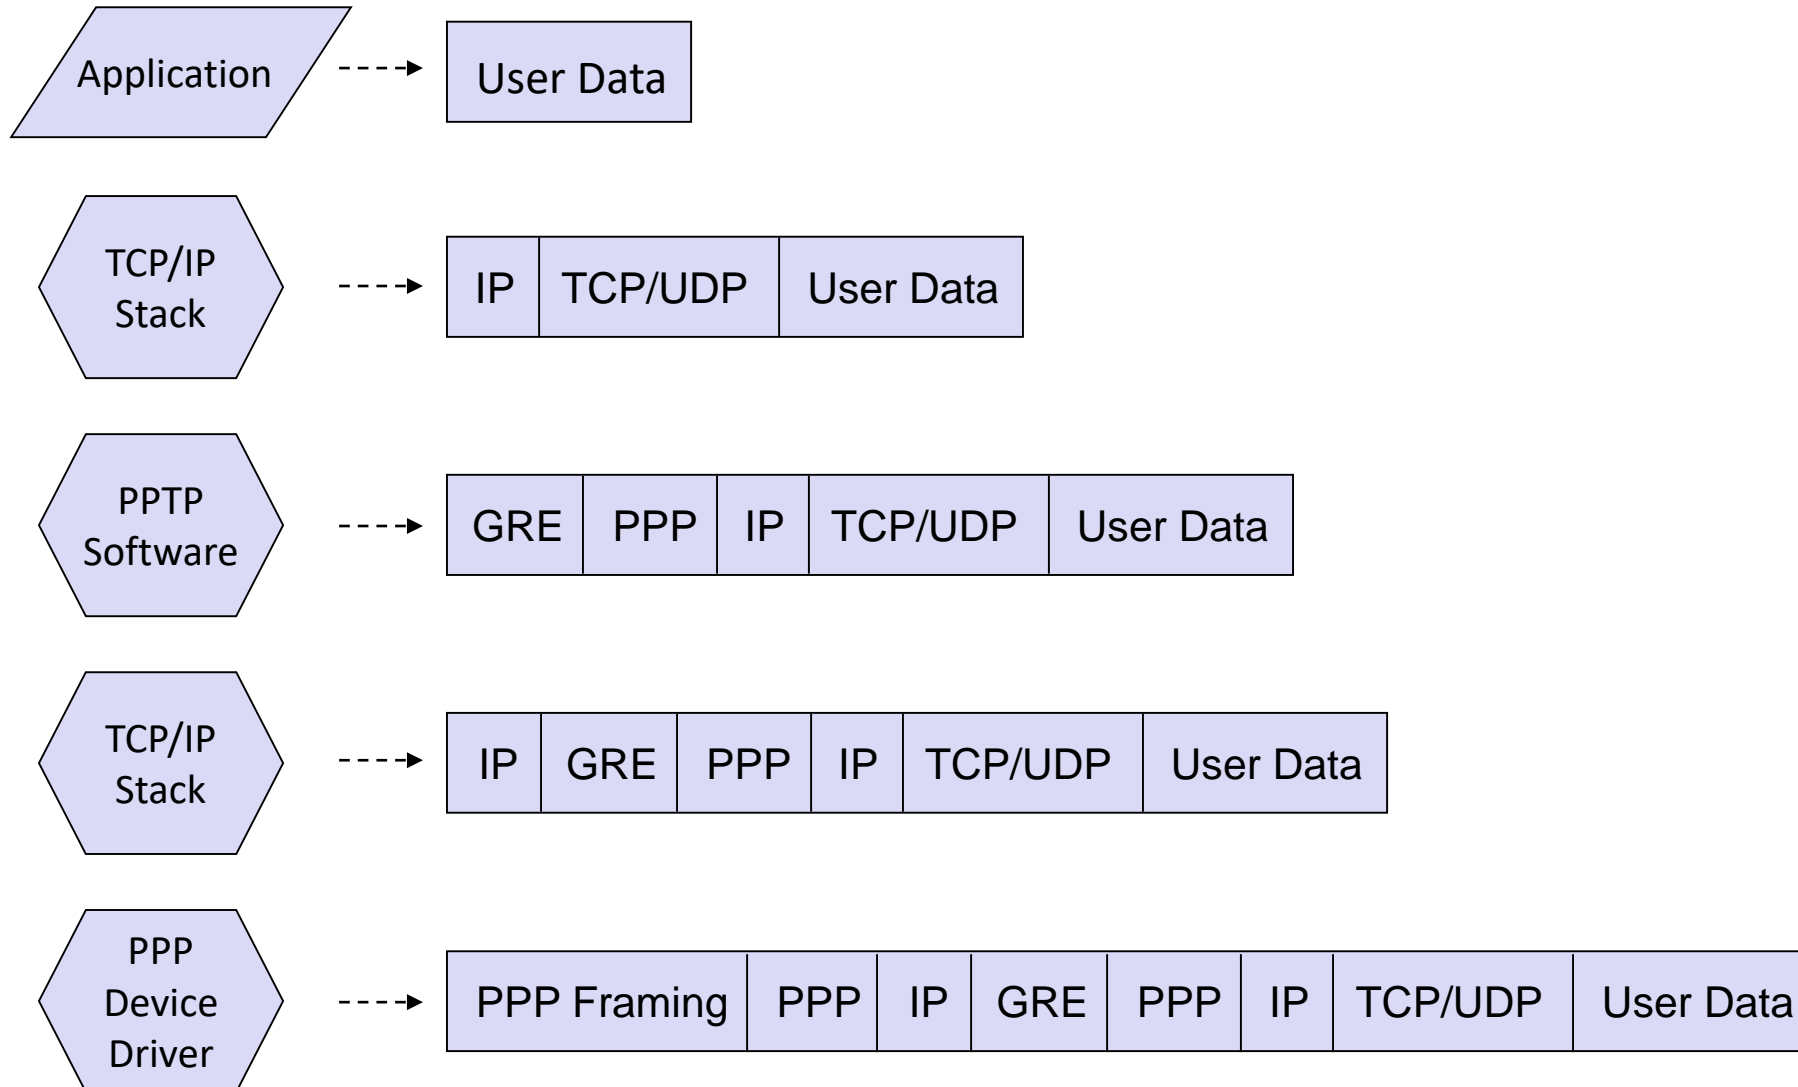 Application
User Data
TCP/IP
Stack
IP TCP/UDP User Data
PPTP
Software
GRE PPP IP TCP/UDP User Data
TCP/IP
Stack
IP GRE PPP IP TCP/UDP User Data
PPP
Device
Driver
PPP Framing PPP IP GRE PPP IP TCP/UDP User Data